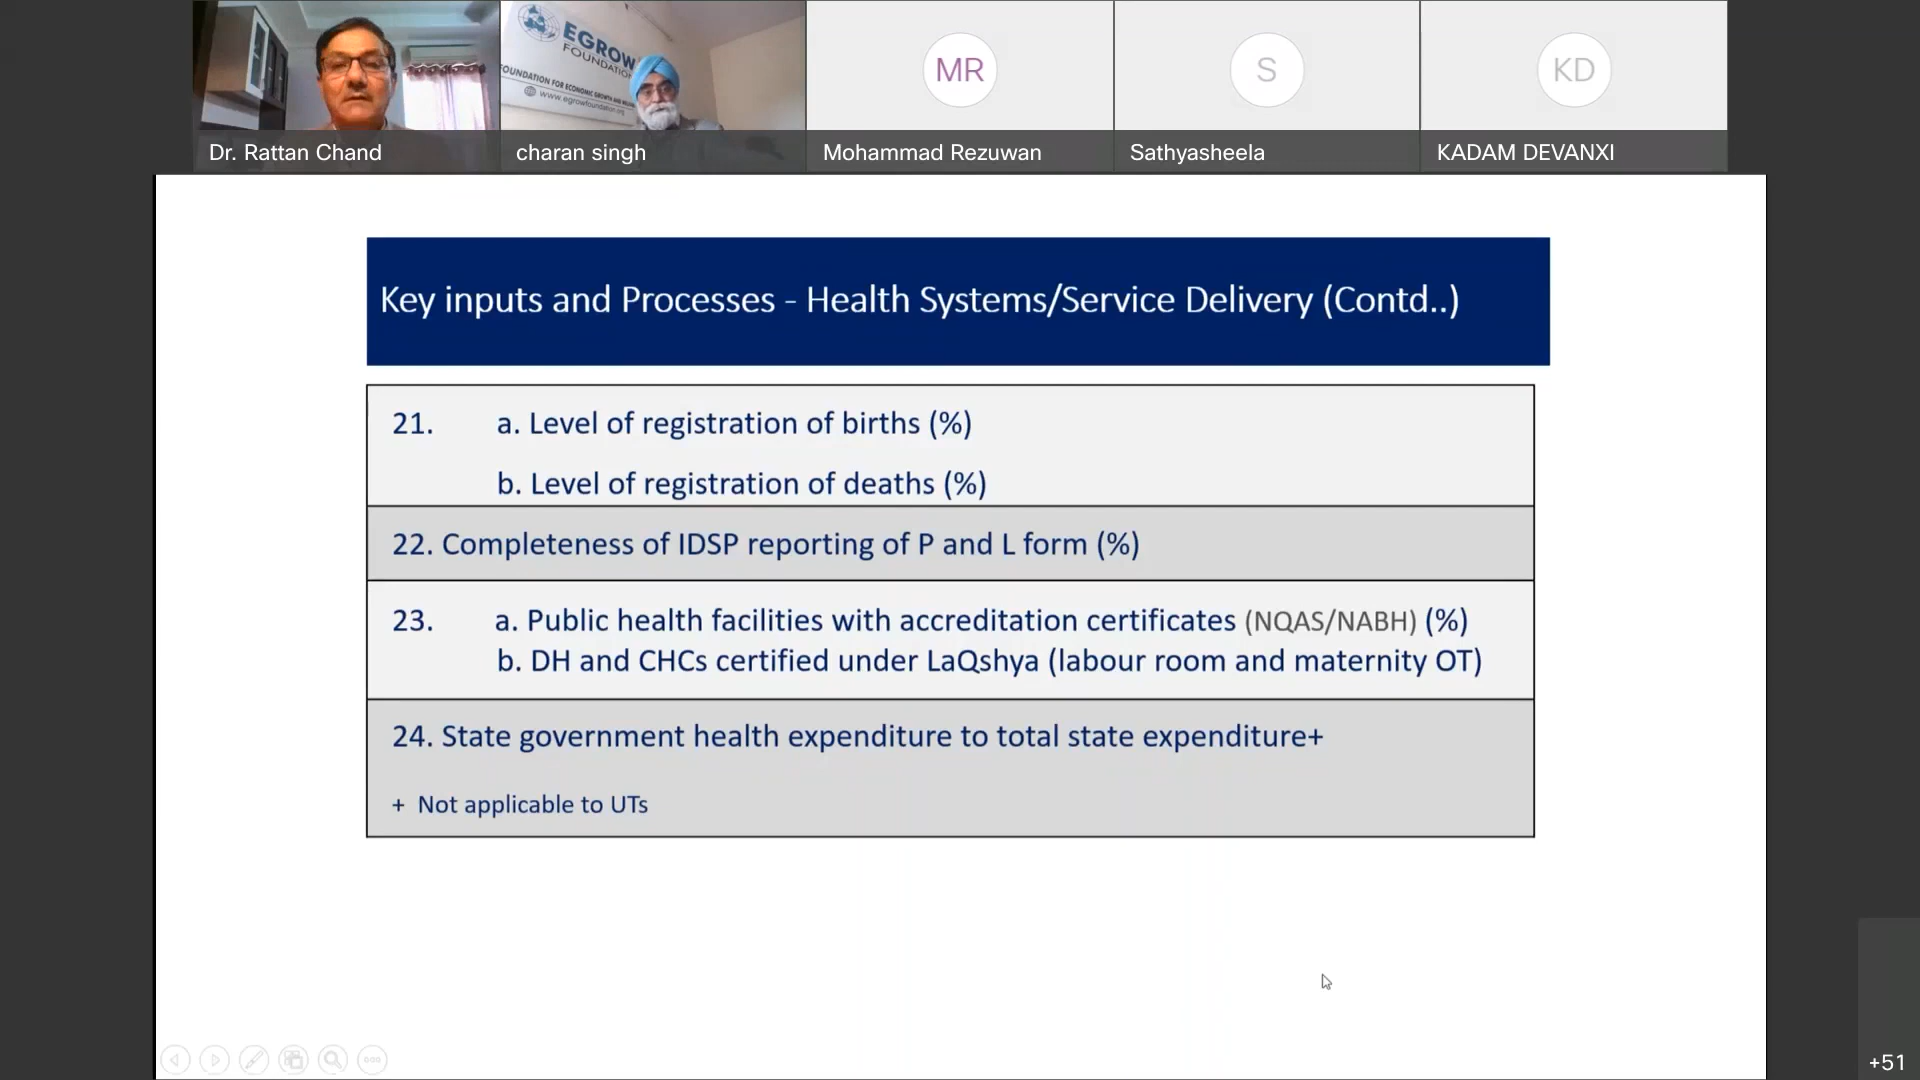 EGROW
FOUNDATION
FOUNDATION FOR ECONOMIC GROWTH AND
www.egrowfoundation.org
MR
S
KD
Dr. Rattan Chand
charan singh
Mohammad Rezuwan
Sathyasheela
KADAM DEVANXI
Key inputs and Processes - Health Systems/Service Delivery (Contd..)
21. a. Level of registration of births (%)
b. Level of registration of deaths (%)
22. Completeness of IDSP reporting of P and L form (%)
23. a. Public health facilities with accreditation certificates (NQAS/NABH) (%)
b. DH and CHCs certified under LaQshya (labour room and maternity OT)
24. State government health expenditure to total state expenditure+
+ Not applicable to UTs
+51